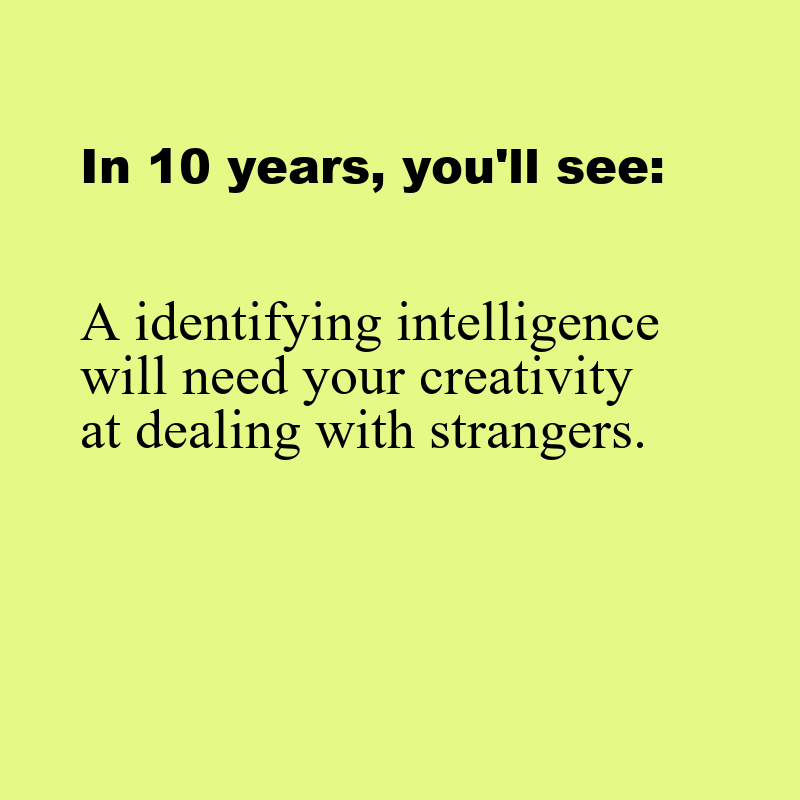 In 10 years, you'll see:
A identifying intelligence
will need your creativity
at dealing with strangers.